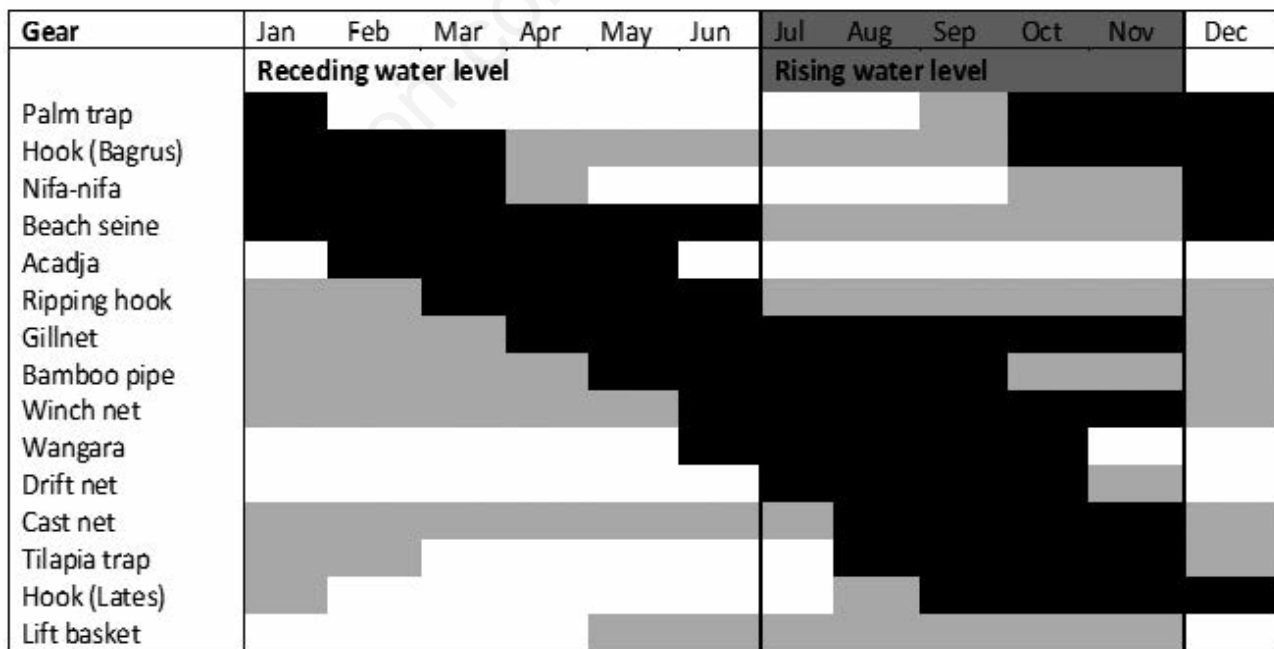 Gear Jan Feb Mar Apr May Jun Jul Aug Sep Oct Nov Dec
Receding water level Rising water level
Palm trap
Hook (Bagrus)
Nifa-nifa
Beach seine
Acadja
Ripping hook
Gillnet
Bamboo pipe
Winch net
Wangara
Drift net
Cast net
Tilapia trap
Hook (Lates)
Lift basket